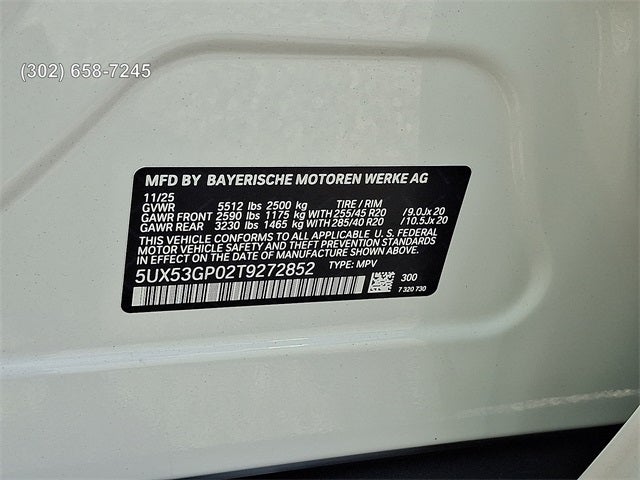 (302) 658-7245
MFD BY BAYERISCHE MOTOREN WERKE AG
11/25
GVWR 5512 lbs 2500 kg TIRE / RIM
GAWR FRONT 2590 lbs 1175 kg WITH 255/45 R20 /9.0Jx 20
GAWR REAR 3230 lbs 1465 kg WITH 285/40 R20 /10.5Jx 20
THIS VEHICLE CONFORMS TO ALL APPLICABLE U.S. FEDERAL
MOTOR VEHICLE SAFETY AND THEFT PREVENTION STANDARDS
IN EFFECT ON THE DATE OF MANUFACTURE SHOWN ABOVE.
5UX53GP02T9272852 TYPE: MPV
300
7 320 730